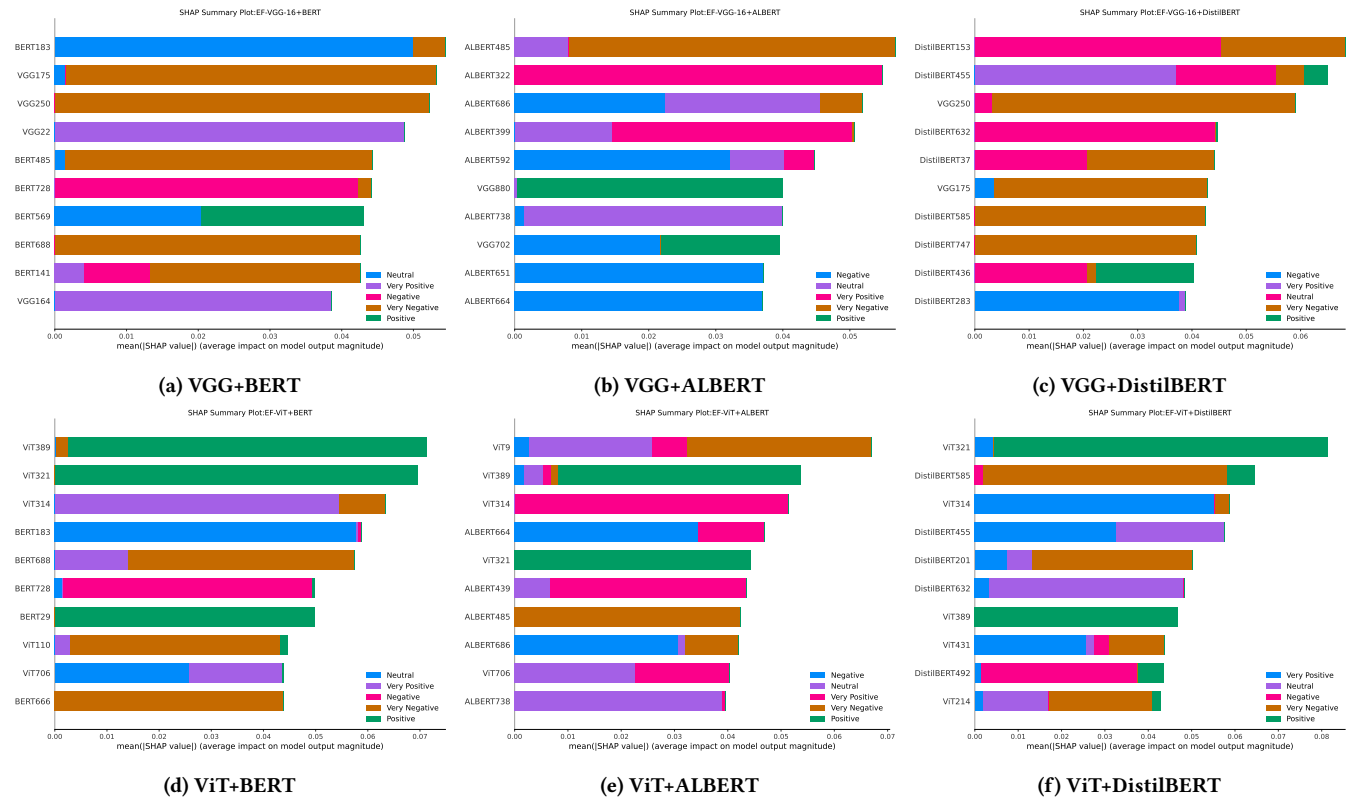 SHAP Summary Plot:EF-VGG-16+BERT
BERT183
VGG175
VGG250
VGG22
BERT485
BERT728
BERT569
BERT688
BERT141
VGG164
Neutral
Very Positive
Negative
Very Negative
Positive
0.00 0.01 0.02 0.03 0.04 0.05
mean(|SHAP value|) (average impact on model output magnitude)
(a) VGG+BERT
SHAP Summary Plot:EF-VGG-16+ALBERT
ALBERT485
ALBERT322
ALBERT686
ALBERT399
ALBERT592
VGG880
ALBERT738
VGG702
ALBERT651
ALBERT664
Negative
Neutral
Very Positive
Very Negative
Positive
0.00 0.01 0.02 0.03 0.04 0.05
mean(|SHAP value|) (average impact on model output magnitude)
(b) VGG+ALBERT
SHAP Summary Plot:EF-VGG-16+DistilBERT
DistilBERT153
DistilBERT455
VGG250
DistilBERT632
DistilBERT37
VGG175
DistilBERT585
DistilBERT747
DistilBERT436
DistilBERT283
Negative
Very Positive
Neutral
Very Negative
Positive
0.00 0.01 0.02 0.03 0.04 0.05 0.06
mean(|SHAP value|) (average impact on model output magnitude)
(c) VGG+DistilBERT
SHAP Summary Plot:EF-ViT+BERT
ViT389
ViT321
ViT314
BERT183
BERT688
BERT728
BERT29
ViT110
ViT706
BERT666
Neutral
Very Positive
Negative
Very Negative
Positive
0.00 0.01 0.02 0.03 0.04 0.05 0.06 0.07
mean(|SHAP value|) (average impact on model output magnitude)
(d) ViT+BERT
SHAP Summary Plot:EF-ViT+ALBERT
ViT9
ViT389
ViT314
ALBERT664
ViT321
ALBERT439
ALBERT485
ALBERT686
ViT706
ALBERT738
Negative
Neutral
Very Positive
Very Negative
Positive
0.00 0.01 0.02 0.03 0.04 0.05 0.06 0.07
mean(|SHAP value|) (average impact on model output magnitude)
(e) ViT+ALBERT
SHAP Summary Plot:EF-ViT+DistilBERT
ViT321
DistilBERT585
ViT314
DistilBERT455
DistilBERT201
DistilBERT632
ViT389
ViT431
DistilBERT492
ViT214
Very Positive
Neutral
Negative
Very Negative
Positive
0.00 0.01 0.02 0.03 0.04 0.05 0.06 0.07 0.08
mean(|SHAP value|) (average impact on model output magnitude)
(f) ViT+DistilBERT